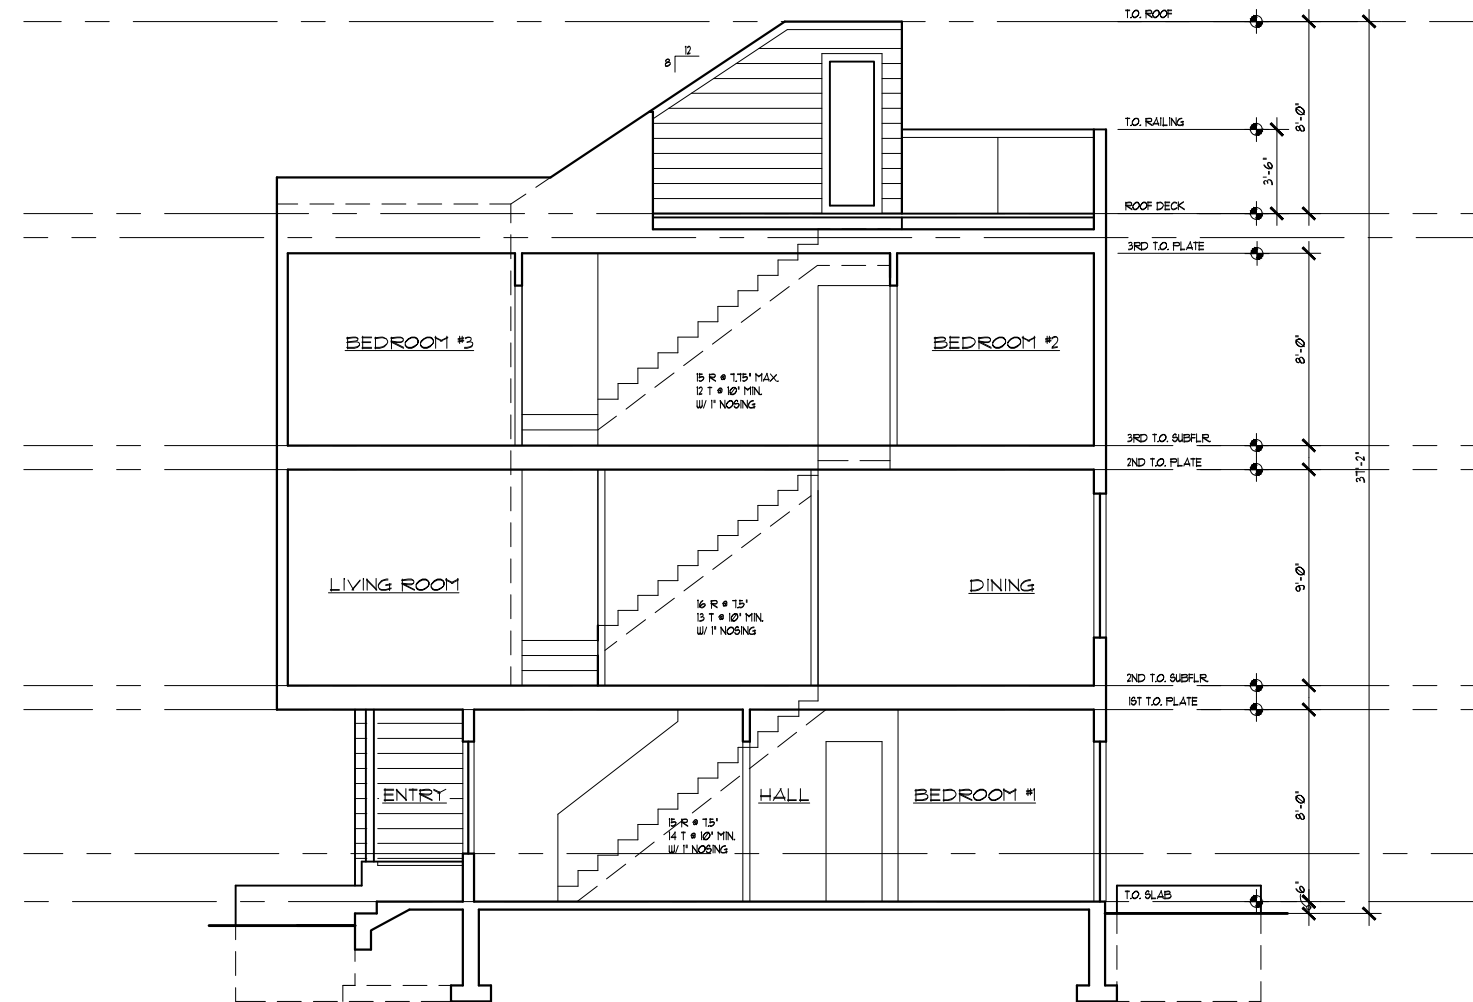 T.O. ROOF
12
8
8'-0"
T.O. RAILING
3'-6"
ROOF DECK
3RD T.O. PLATE
BEDROOM #3
BEDROOM #2
8'-0"
15 R @ 7.75" MAX.
12 T @ 10" MIN.
W/ 1" NOSING
3RD T.O. SUBFLR.
2ND T.O. PLATE
37'-2"
LIVING ROOM
DINING
9'-0"
16 R @ 7.5"
13 T @ 10" MIN.
W/ 1" NOSING
2ND T.O. SUBFLR.
1ST T.O. PLATE
ENTRY
HALL
BEDROOM #1
8'-0"
15 R @ 7.5"
14 T @ 10" MIN.
W/ 1" NOSING
T.O. SLAB